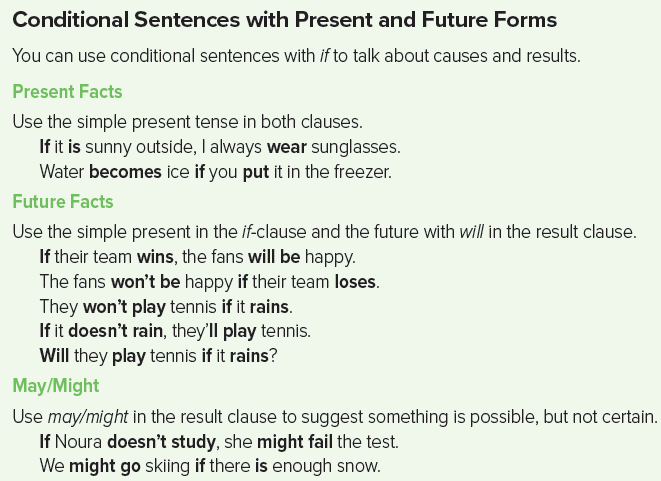 Conditional Sentences with Present and Future Forms
You can use conditional sentences with if to talk about causes and results.
Present Facts
Use the simple present tense in both clauses.
If it is sunny outside, I always wear sunglasses.
Water becomes ice if you put it in the freezer.
Future Facts
Use the simple present in the if-clause and the future with will in the result clause.
If their team wins, the fans will be happy.
The fans won't be happy if their team loses.
They won't play tennis if it rains.
If it doesn't rain, they'll play tennis.
Will they play tennis if it rains?
May/Might
Use may/might in the result clause to suggest something is possible, but not certain.
If Noura doesn't study, she might fail the test.
We might go skiing if there is enough snow.